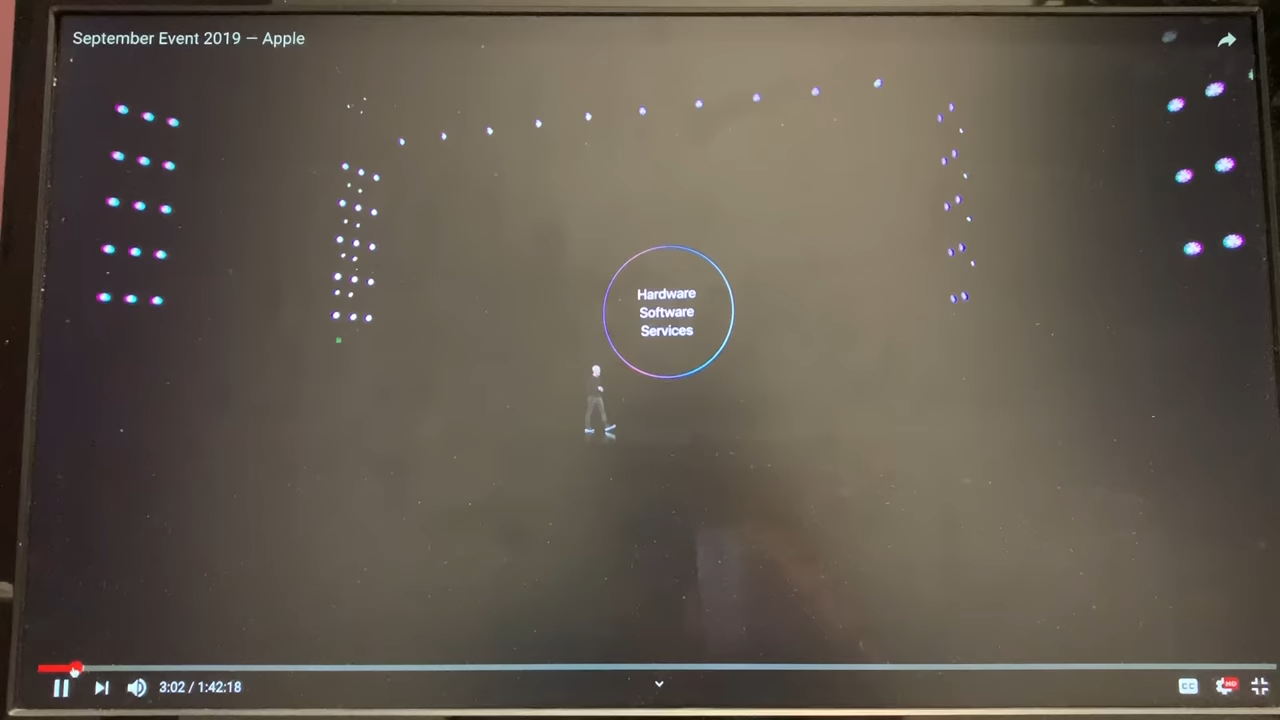 September Event 2019 — Apple
Hardware
Software
Services
3:02 / 1:42:18
CC
HD